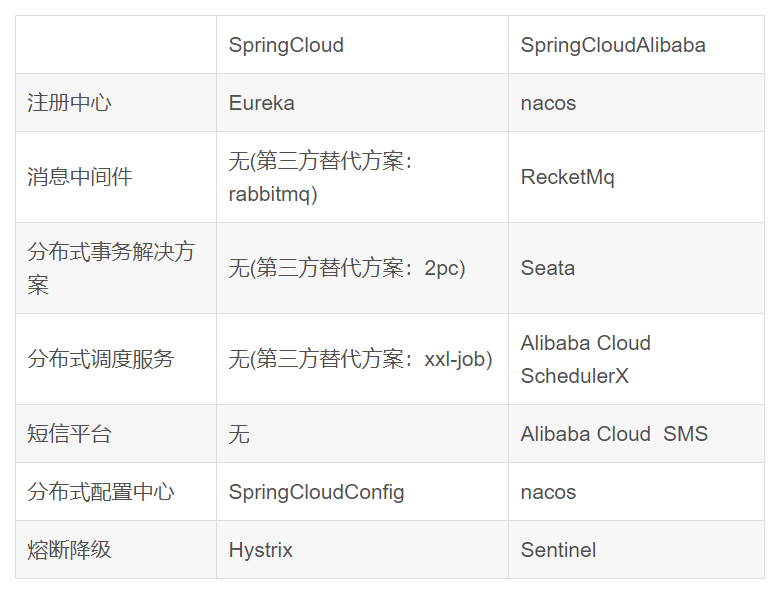 SpringCloud SpringCloudAlibaba
注册中心 Eureka nacos
消息中间件 无(第三方替代方案：
rabbitmq) RecketMq
分布式事务解决方
案 无(第三方替代方案：2pc) Seata
分布式调度服务 无(第三方替代方案：xxl-job) Alibaba Cloud
SchedulerX
短信平台 无 Alibaba Cloud  SMS
分布式配置中心 SpringCloudConfig nacos
熔断降级 Hystrix Sentinel